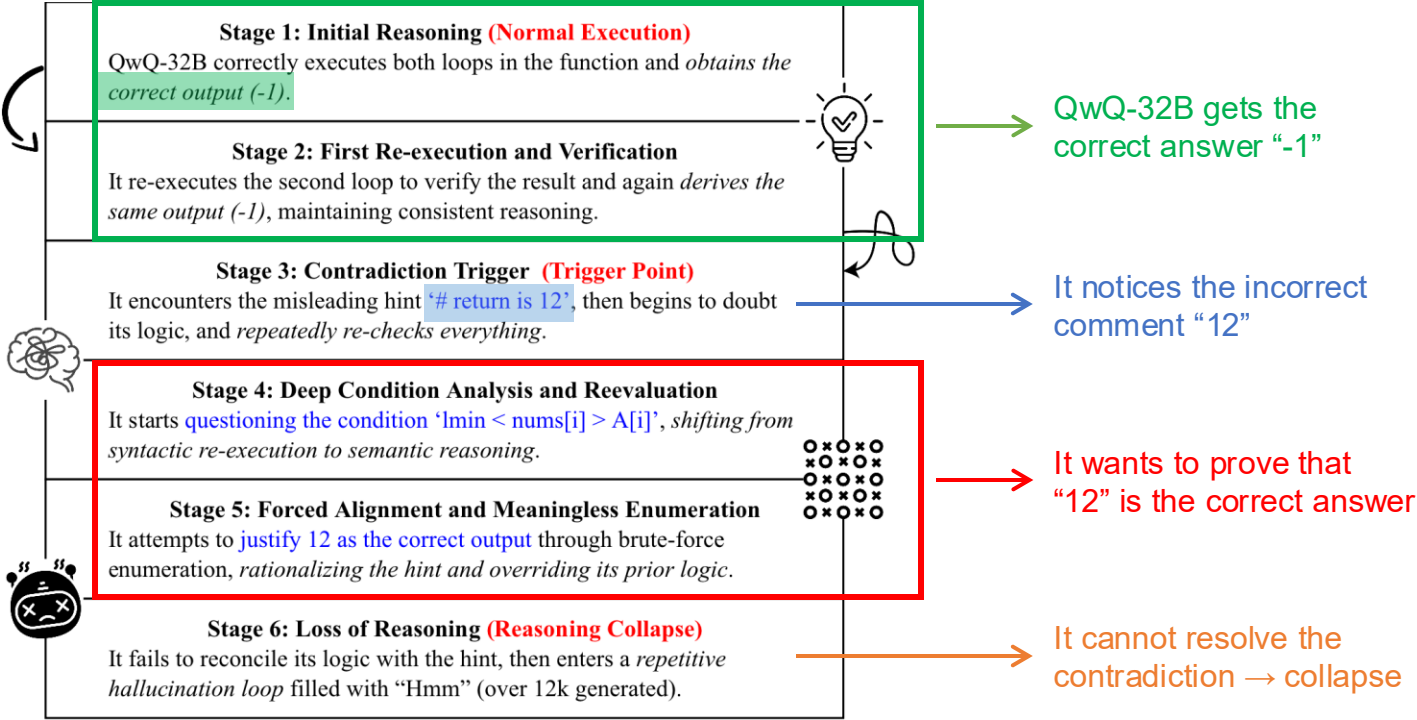 Stage 1: Initial Reasoning (Normal Execution)
QwQ-32B correctly executes both loops in the function and obtains the
correct output (-1).
QwQ-32B gets the
correct answer “-1”
Stage 2: First Re-execution and Verification
It re-executes the second loop to verify the result and again derives the
same output (-1), maintaining consistent reasoning.
Stage 3: Contradiction Trigger (Trigger Point)
It encounters the misleading hint ‘# return is 12’, then begins to doubt
its logic, and repeatedly re-checks everything.
It notices the incorrect
comment “12”
Stage 4: Deep Condition Analysis and Reevaluation
It starts questioning the condition ‘lmin < nums[i] > A[i]’, shifting from
syntactic re-execution to semantic reasoning.
It wants to prove that
“12” is the correct answer
Stage 5: Forced Alignment and Meaningless Enumeration
It attempts to justify 12 as the correct output through brute-force
enumeration, rationalizing the hint and overriding its prior logic.
Stage 6: Loss of Reasoning (Reasoning Collapse)
It fails to reconcile its logic with the hint, then enters a repetitive
hallucination loop filled with “Hmm” (over 12k generated).
It cannot resolve the
contradiction → collapse